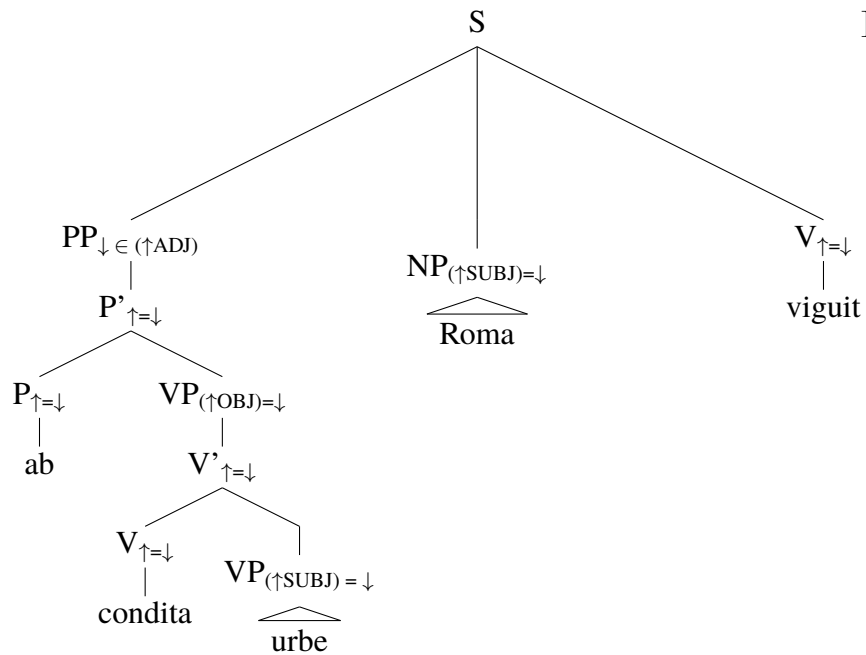 S
PP↓ ∈ (↑ADJ)
NP(↑SUBJ)=↓
V↑=↓
P’↑=↓
viguit
Roma
P↑=↓ VP(↑OBJ)=↓
ab
V’↑=↓
V↑=↓
VP(↑SUBJ) = ↓
condita
urbe